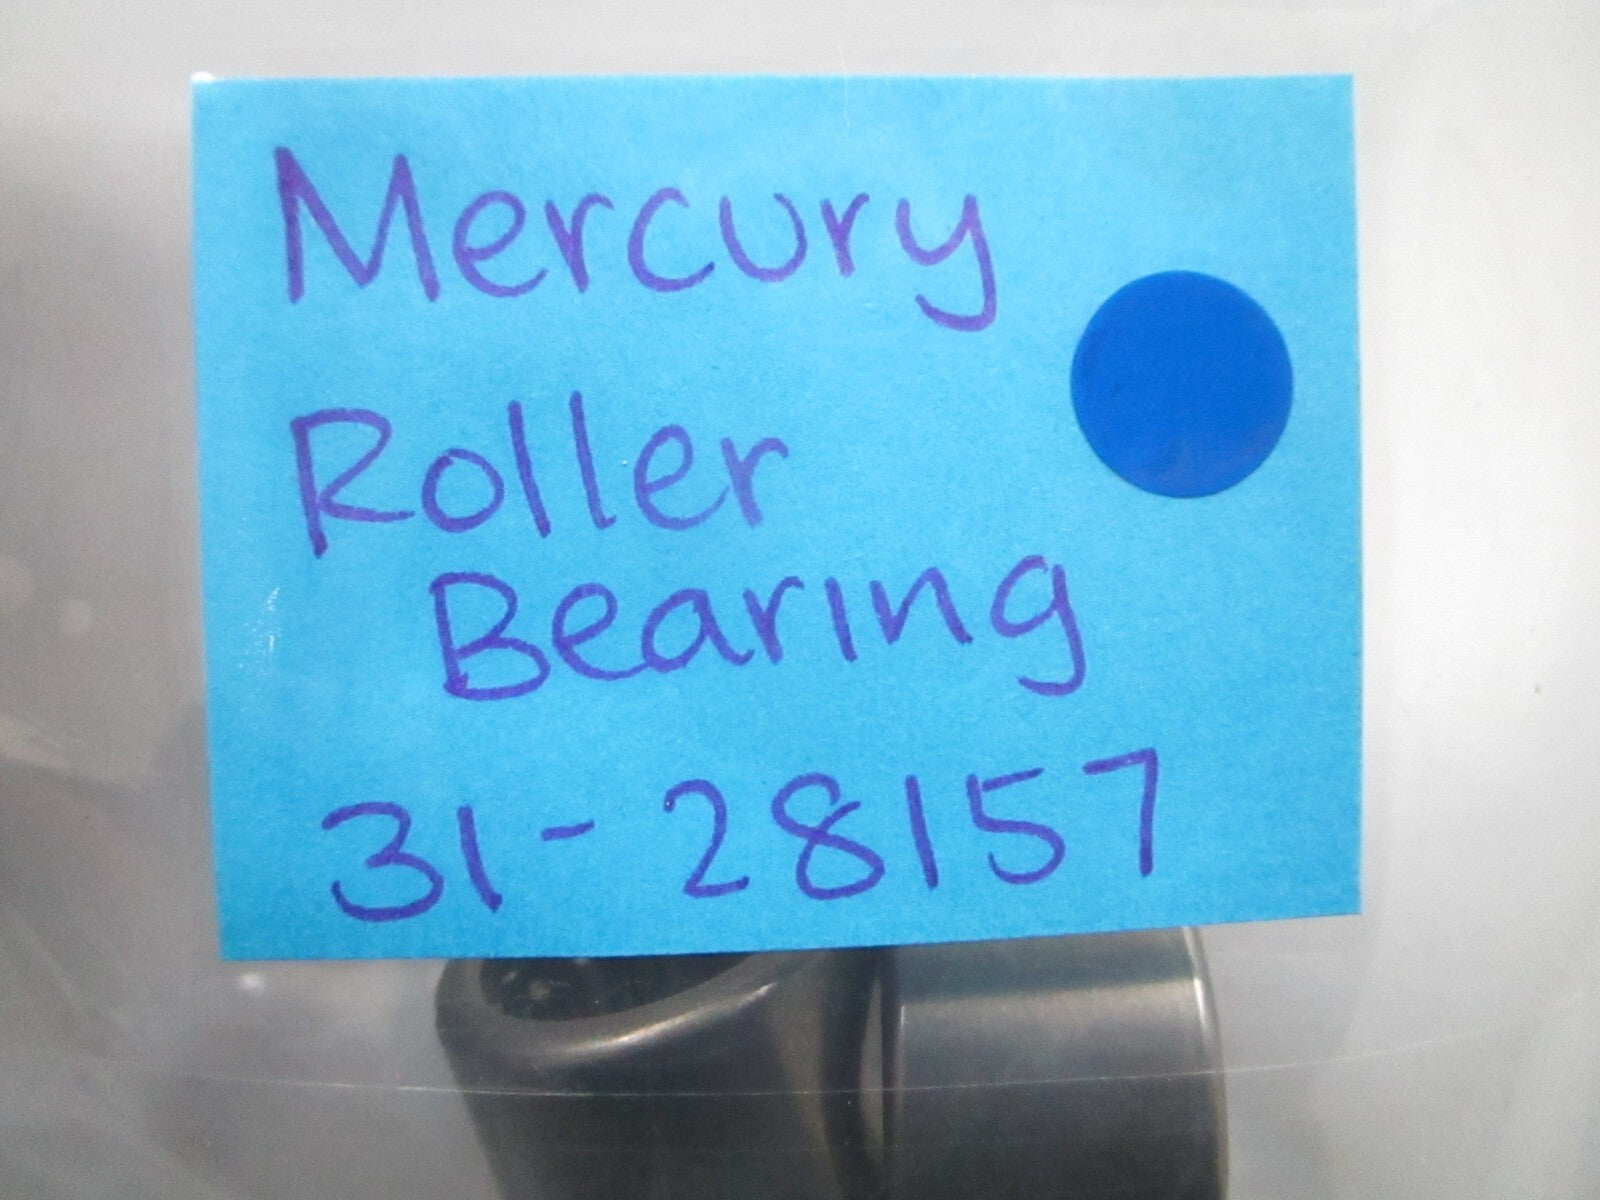 Mercury
Roller
Bearing
31-28157